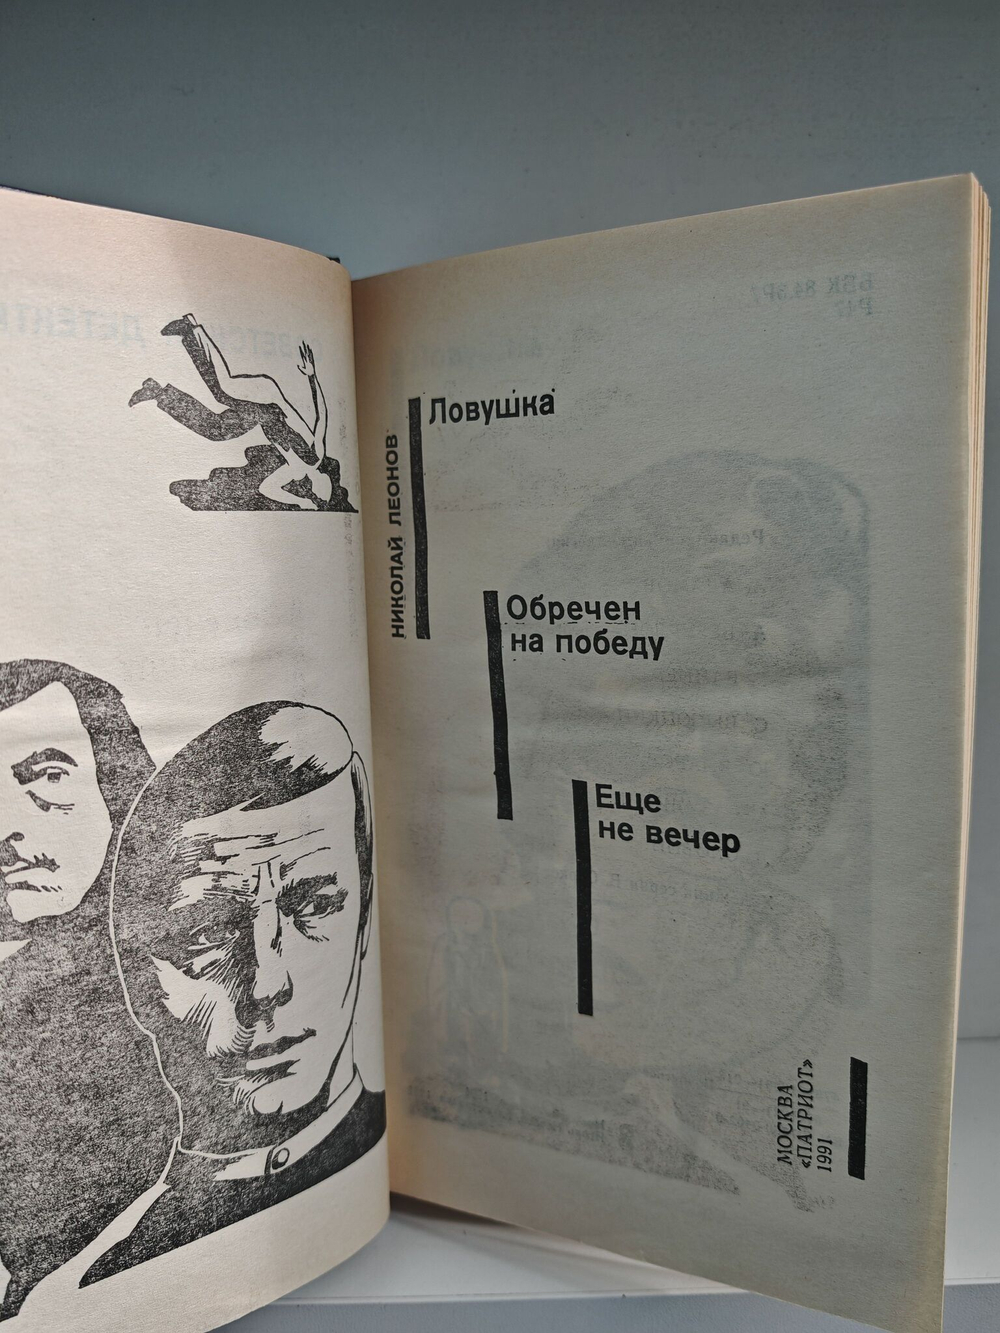 НИКОЛАЙ ЛЕОНОВ
Ловушка
Обречен
на победу
Еще
не вечер
МОСКВА
«ПАТРИОТ»
1991